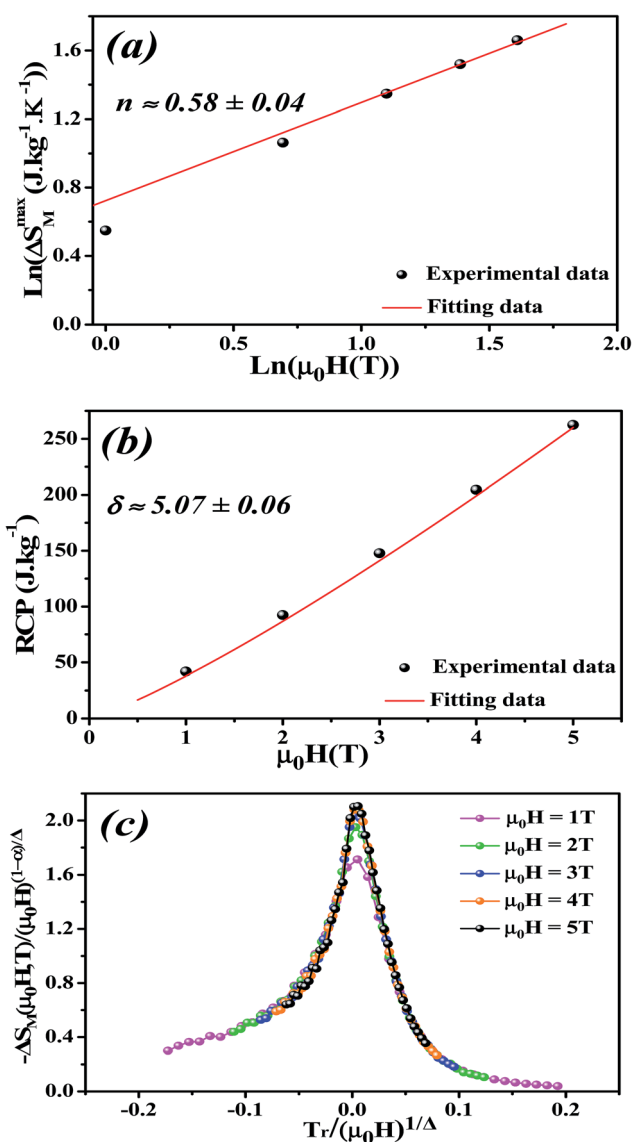 (a)
n ≈ 0.58 ± 0.04
Ln(ΔS_M^max (J.kg⁻¹.K⁻¹)
1.6
1.2
0.8
0.4
0.0
Experimental data
Fitting data
0.0 0.5 1.0 1.5 2.0
Ln(μ₀H(T))
(b)
δ ≈ 5.07 ± 0.06
RCP (J.kg⁻¹)
250
200
150
100
50
0
Experimental data
Fitting data
0 1 2 3 4 5
μ₀H(T)
(c)
-ΔS_M(μ₀H,T)/(μ₀H)^(1-α)/Δ
2.0
1.6
1.2
0.8
0.4
0.0
μ₀H = 1T
μ₀H = 2T
μ₀H = 3T
μ₀H = 4T
μ₀H = 5T
-0.2 -0.1 0.0 0.1 0.2
T_r/(μ₀H)^1/Δ